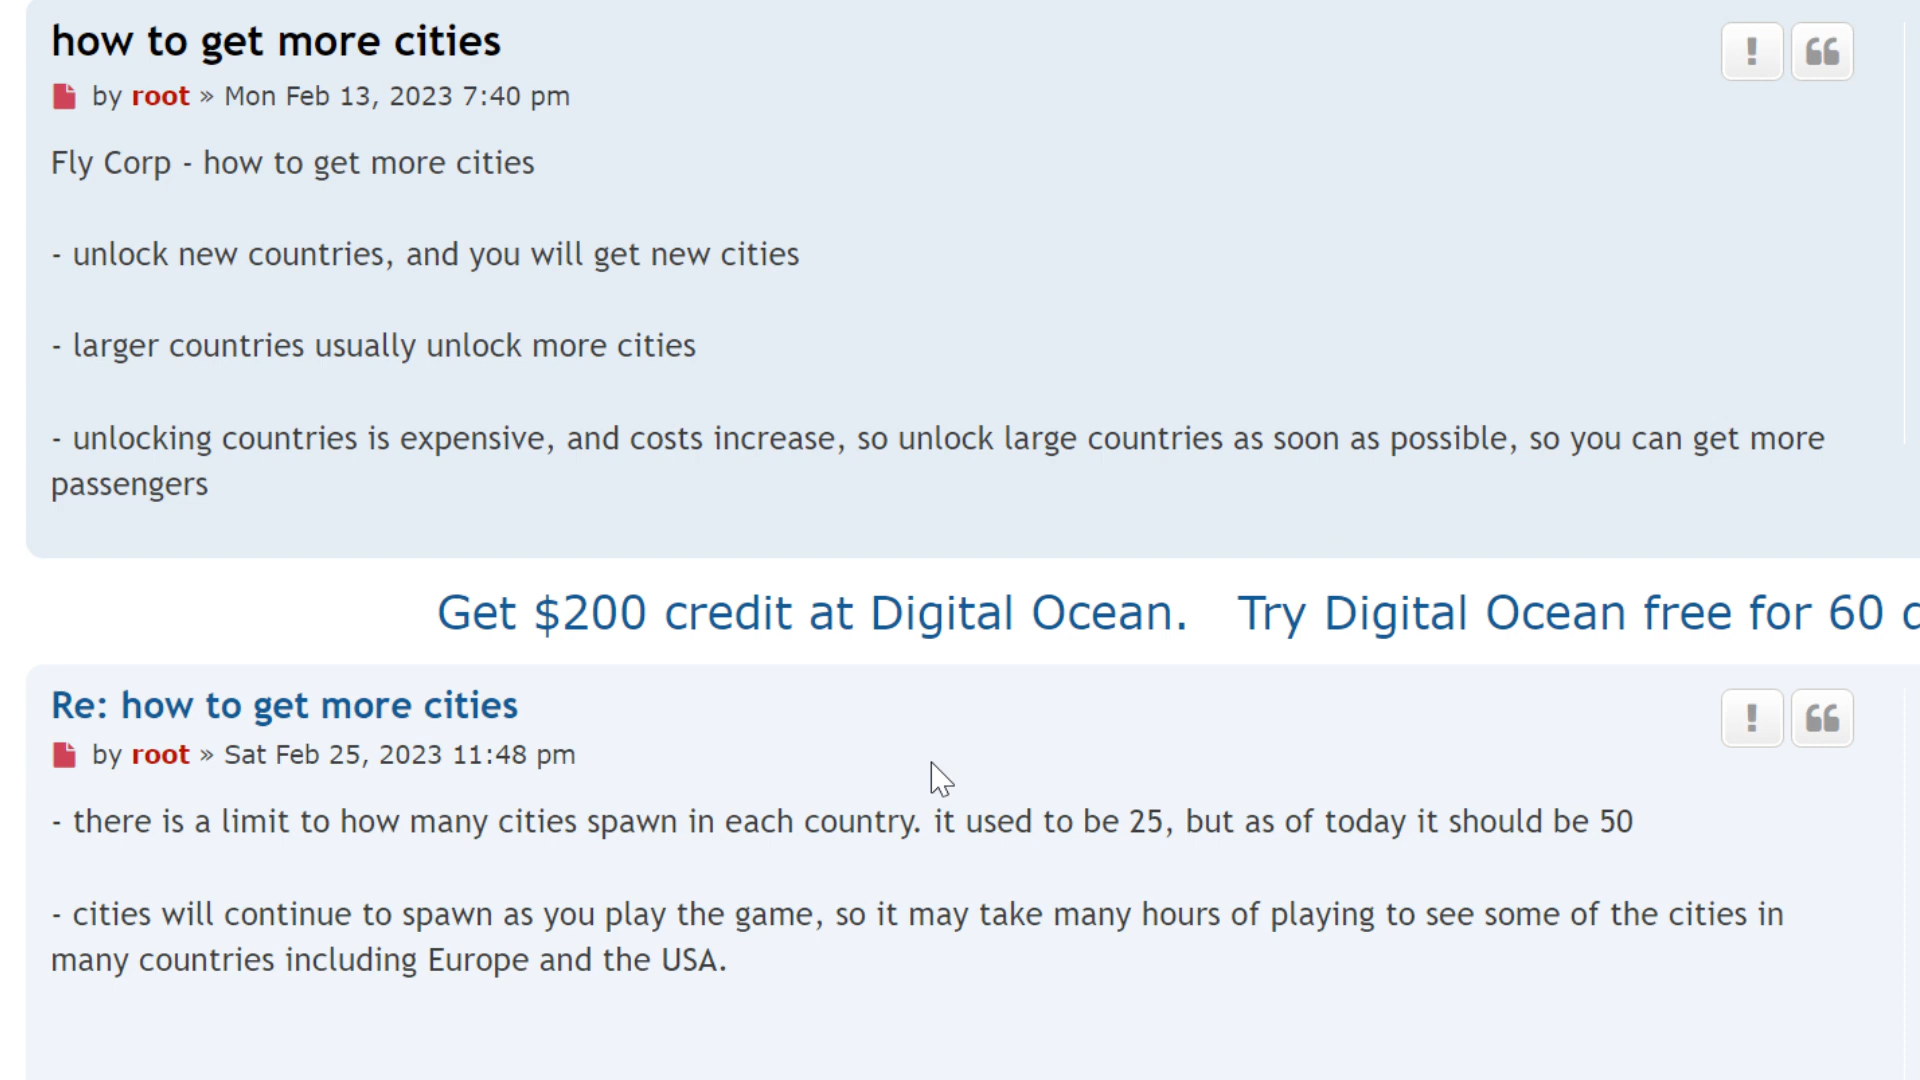 how to get more cities
by root » Mon Feb 13, 2023 7:40 pm
Fly Corp - how to get more cities
- unlock new countries, and you will get new cities
- larger countries usually unlock more cities
- unlocking countries is expensive, and costs increase, so unlock large countries as soon as possible, so you can get more
passengers
Get $200 credit at Digital Ocean. Try Digital Ocean free for 60
Re: how to get more cities
by root » Sat Feb 25, 2023 11:48 pm
- there is a limit to how many cities spawn in each country. it used to be 25, but as of today it should be 50
- cities will continue to spawn as you play the game, so it may take many hours of playing to see some of the cities in
many countries including Europe and the USA.